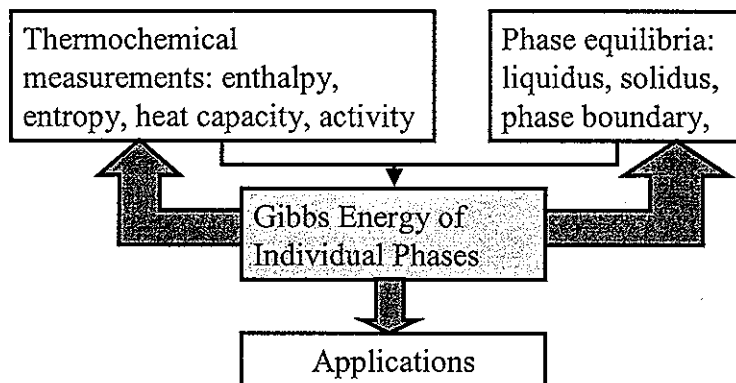 Thermochemical
measurements: enthalpy,
entropy, heat capacity, activity
Phase equilibria:
liquidus, solidus,
phase boundary,
Gibbs Energy of
Individual Phases
Applications